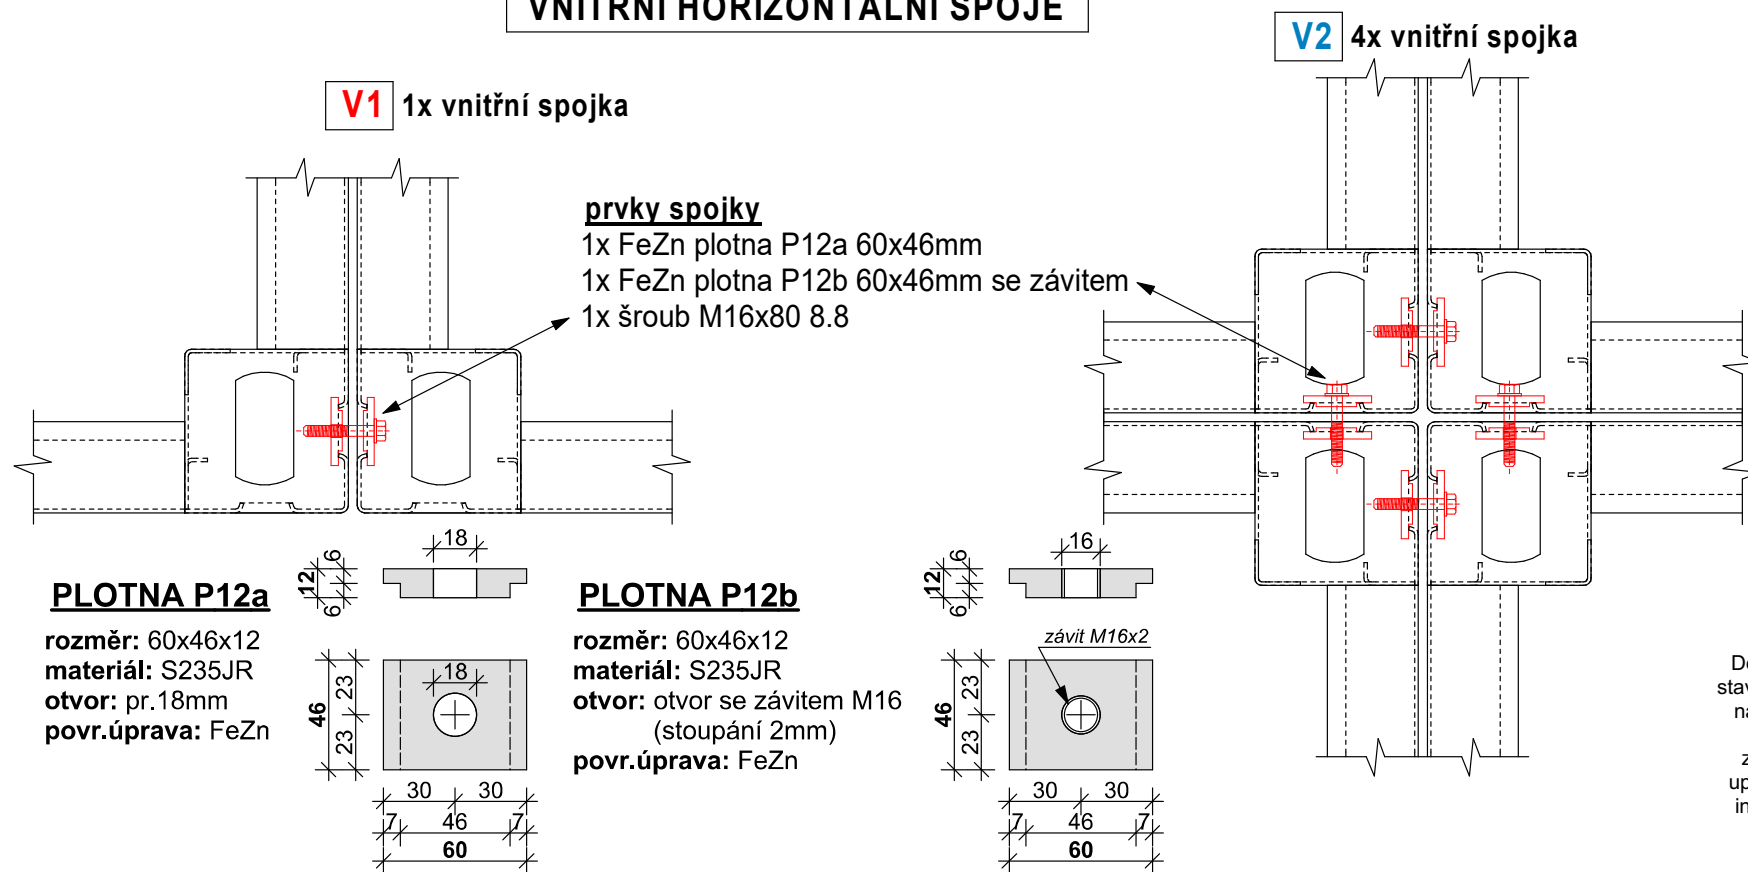 VNITŘNÍ HORIZONTÁLNÍ SPOJE
V1 1x vnitřní spojka
V2 4x vnitřní spojka
prvky spojky
1x FeZn plotna P12a 60x46mm
1x FeZn plotna P12b 60x46mm se závitem
1x šroub M16x80 8.8
PLOTNA P12a
rozměr: 60x46x12
materiál: S235JR
otvor: pr.18mm
povr.úprava: FeZn
18
12
6
6
18
46
23
23
30 30
7 46 7
60
PLOTNA P12b
rozměr: 60x46x12
materiál: S235JR
otvor: otvor se závitem M16
(stoupání 2mm)
povr.úprava: FeZn
16
12
6
6
závit M16x2
46
23
23
30 30
7 46 7
60
stav
up